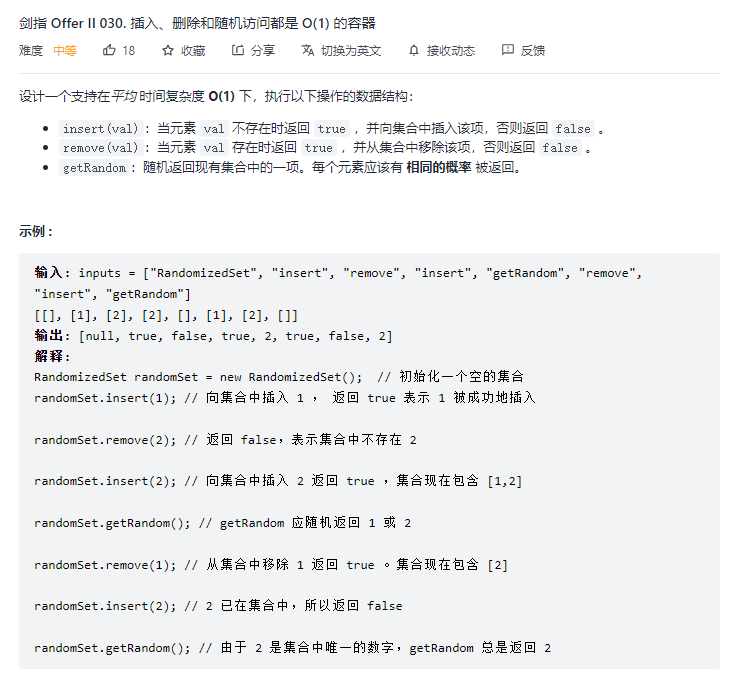 剑指 Offer II 030. 插入、删除和随机访问都是 O(1) 的容器
难度 中等 18 收藏 分享 切换为英文 接收动态 反馈
设计一个支持在平均 时间复杂度 O(1) 下，执行以下操作的数据结构：
insert(val) ：当元素 val 不存在时返回 true ，并向集合中插入该项，否则返回 false 。
remove(val) ：当元素 val 存在时返回 true ，并从集合中移除该项，否则返回 false 。
getRandom ：随机返回现有集合中的一项。每个元素应该有 相同的概率 被返回。
示例 :
输入: inputs = ["RandomizedSet", "insert", "remove", "insert", "getRandom", "remove",
"insert", "getRandom"]
[[], [1], [2], [2], [], [1], [2], []]
输出: [null, true, false, true, 2, true, false, 2]
解释:
RandomizedSet randomSet = new RandomizedSet();  // 初始化一个空的集合
randomSet.insert(1); // 向集合中插入 1 ， 返回 true 表示 1 被成功地插入
randomSet.remove(2); // 返回 false，表示集合中不存在 2
randomSet.insert(2); // 向集合中插入 2 返回 true ，集合现在包含 [1,2]
randomSet.getRandom(); // getRandom 应随机返回 1 或 2
randomSet.remove(1); // 从集合中移除 1 返回 true 。集合现在包含 [2]
randomSet.insert(2); // 2 已在集合中，所以返回 false
randomSet.getRandom(); // 由于 2 是集合中唯一的数字，getRandom 总是返回 2